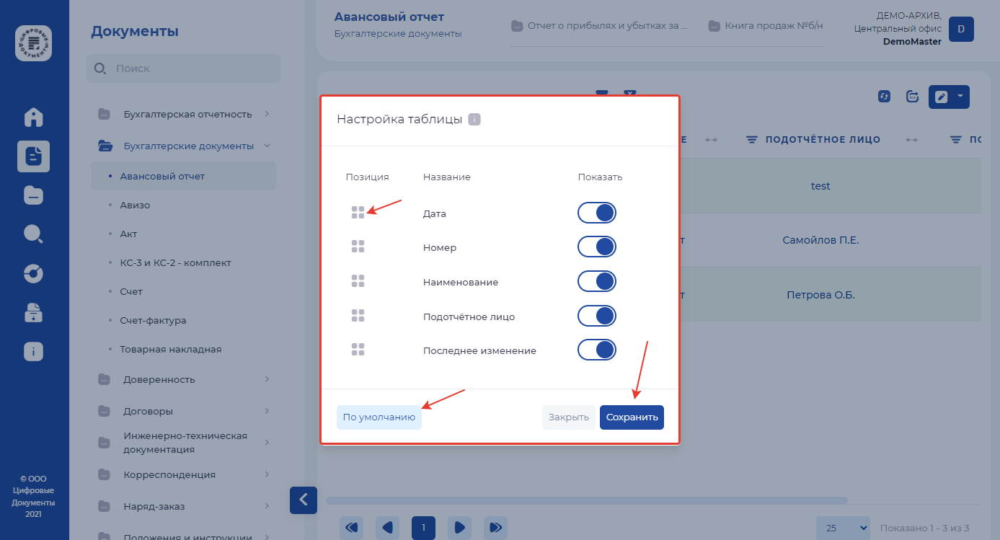 ЦИФРОВЫЕ ДОКУМЕНТЫ
© ООО
Цифровые
Документы
2021
Документы
Поиск
Бухгалтерская отчетность
Бухгалтерские документы
Авансовый отчет
Авизо
Акт
КС-3 и КС-2 - комплект
Счет
Счет-фактура
Товарная накладная
Доверенность
Договоры
Инженерно-техническая
документация
Корреспонденция
Наряд-заказ
Положения и инструкции
Авансовый отчет
Бухгалтерские документы
Отчет о прибылях и убытках за ...
Книга продаж №б/н
ДЕМО-АРХИВ,
Центральный офис
DemoMaster
D
Е
ПОДОТЧЁТНОЕ ЛИЦО
ПО
test
т
Самойлов П.Е.
т
Петрова О.Б.
Настройка таблицы
Позиция
Название
Показать
Дата
Номер
Наименование
Подотчётное лицо
Последнее изменение
По умолчанию
Закрыть
Сохранить
1
25
Показано 1 - 3 из 3